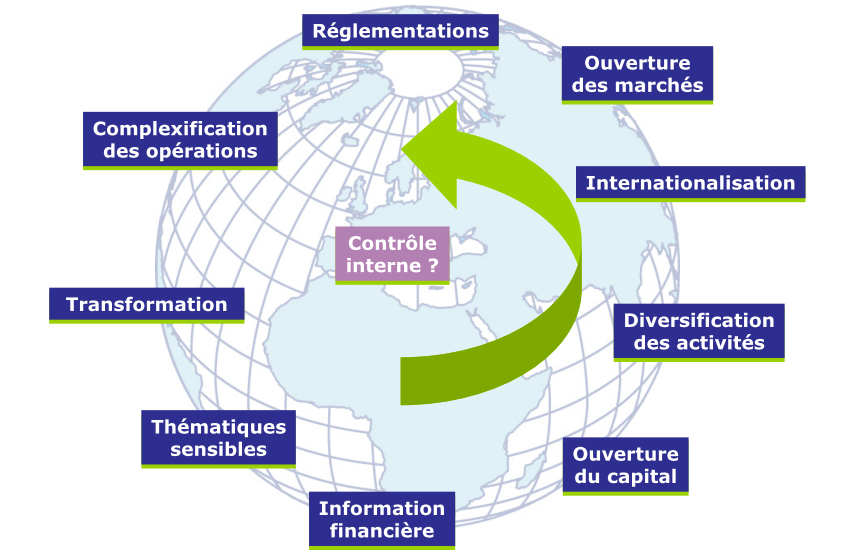 Réglementations
Ouverture
des marchés
Complexification
des opérations
Internationalisation
Contrôle
interne ?
Transformation
Diversification
des activités
Thématiques
sensibles
Ouverture
du capital
Information
financière